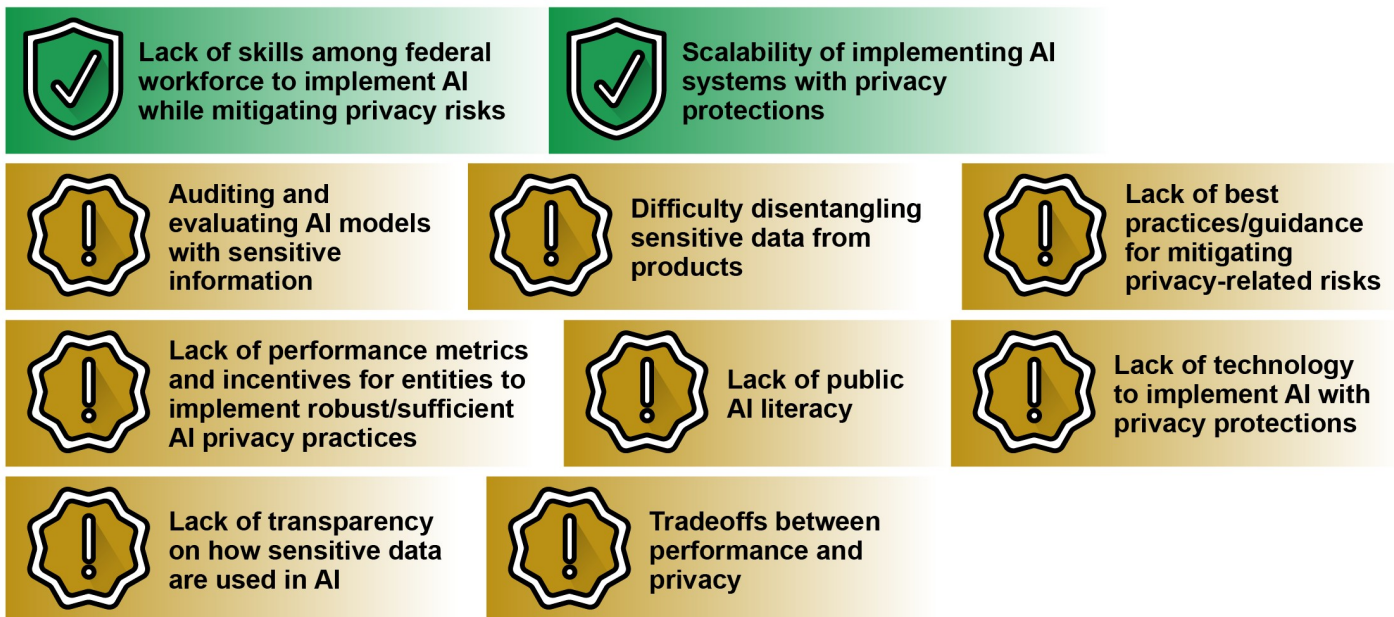 Lack of skills among federal
workforce to implement AI
while mitigating privacy risks
Scalability of implementing AI
systems with privacy
protections
Auditing and
evaluating AI models
with sensitive
information
Difficulty disentangling
sensitive data from
products
Lack of best
practices/guidance
for mitigating
privacy-related risks
Lack of performance metrics
and incentives for entities to
implement robust/sufficient
AI privacy practices
Lack of public
AI literacy
Lack of technology
to implement AI with
privacy protections
Lack of transparency
on how sensitive data
are used in AI
Tradeoffs between
performance and
privacy